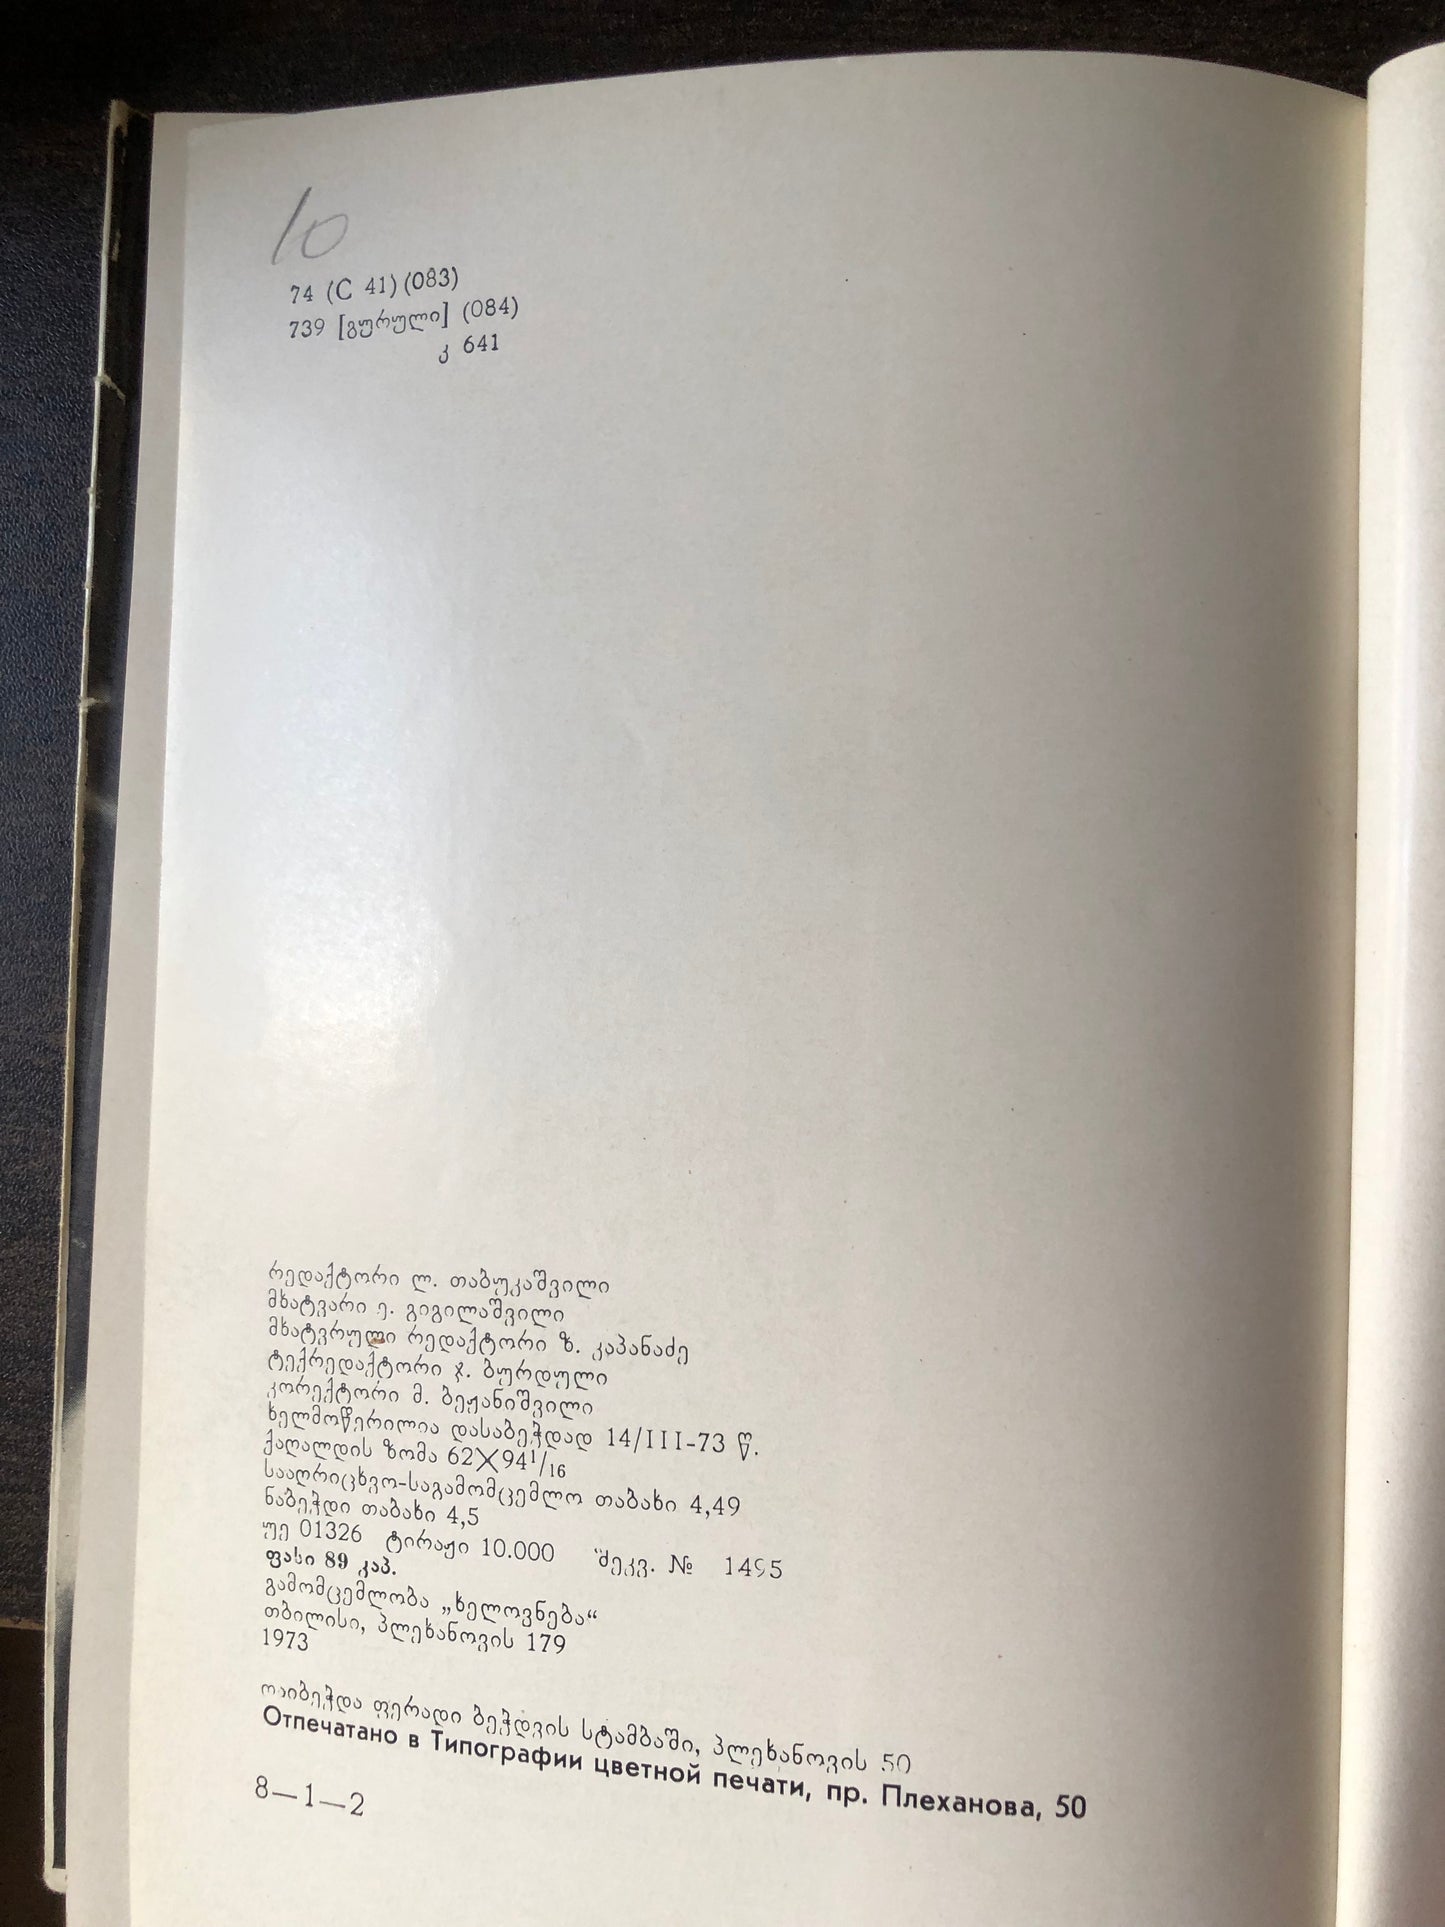 10
74 (С 41) (083)
739 [გურული] (084)
კ 641
რედაქტორი ლ. თაბუკაშვილი
მხატვარი ე. გიგილაშვილი
მხატვრული რედაქტორი ზ. კაპანაძე
ტექრედაქტორი ჯ. ბურდული
კორექტორი მ. ბეჟანიშვილი
ხელმოწერილია დასაბეჭდად 14/III-73 წ.
ქაღალდის ზომა 62X94¹/₁₆
სააღრიცხვო-საგამომცემლო თაბახი 4,49
ნაბეჭდი თაბახი 4,5
უე 01326 ტირაჟი 10.000 შეკვ. № 1495
ფასი 89 კაპ.
გამომცემლობა „ხელოვნება“
თბილისი, პლეხანოვის 179
1973
დაიბეჭდა ფერადი ბეჭდვის სტამბაში, პლეხანოვის 50
Отпечатано в Типографии цветной печати, пр. Плеханова, 50
8—1—2